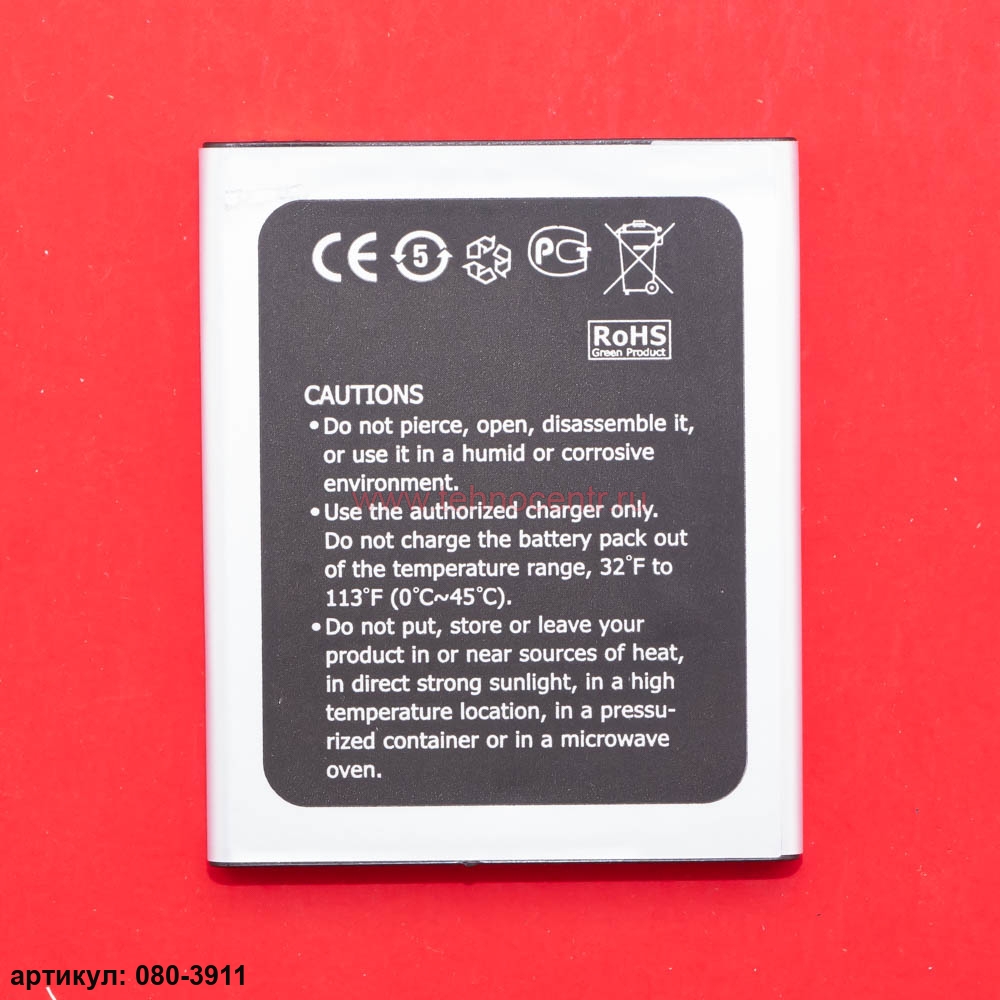 CE 5 PCT
RoHS
Green Product
CAUTIONS
•Do not pierce, open, disassemble it,
or use it in a humid or corrosive
environment.
www.tehnocentr.ru
•Use the authorized charger only.
Do not charge the battery pack out
of the temperature range, 32°F to
113°F (0°C~45°C).
•Do not put, store or leave your
product in or near sources of heat,
in direct strong sunlight, in a high
temperature location, in a pressu-
rized container or in a microwave
oven.
артикул: 080-3911